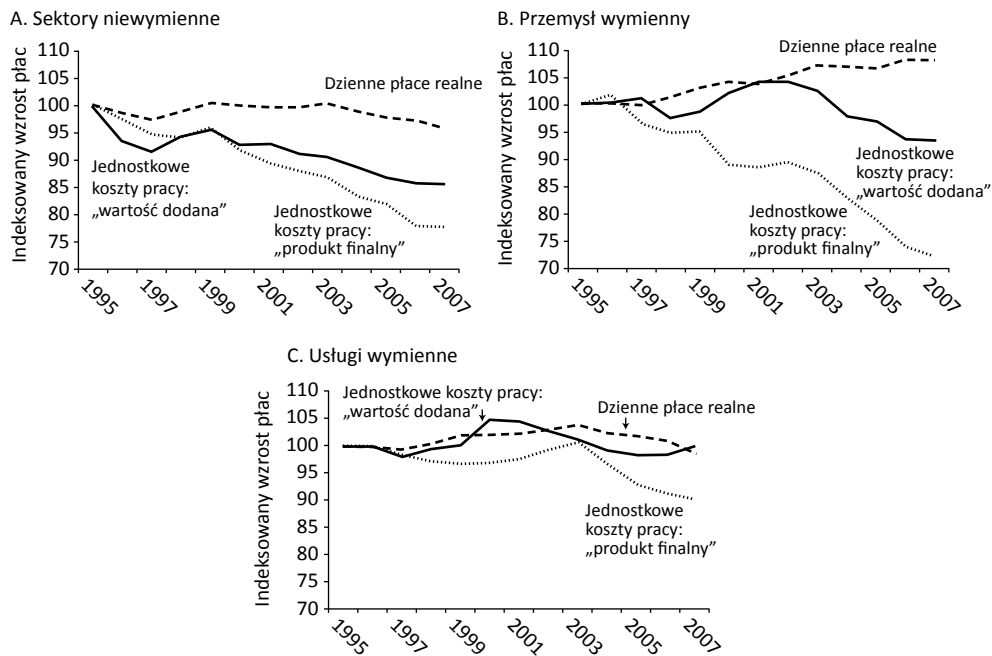 A. Sektory niewymienne
Indeksowany wzrost płac
110
105
100
95
90
85
80
75
70
Dzienne płace realne
Jednostkowe
koszty pracy:
„wartość dodana”
Jednostkowe
koszty pracy:
„produkt finalny”
1995
1997
1999
2001
2003
2005
2007
B. Przemysł wymienny
Indeksowany wzrost płac
110
105
100
95
90
85
80
75
70
Dzienne płace realne
Jednostkowe
koszty pracy:
„wartość dodana”
Jednostkowe
koszty pracy:
„produkt finalny”
1995
1997
1999
2001
2003
2005
2007
C. Usługi wymienne
Indeksowany wzrost płac
110
105
100
95
90
85
80
75
70
Jednostkowe koszty pracy:
„wartość dodana”
Dzienne płace realne
Jednostkowe
koszty pracy:
„produkt finalny”
1995
1997
1999
2001
2003
2005
2007